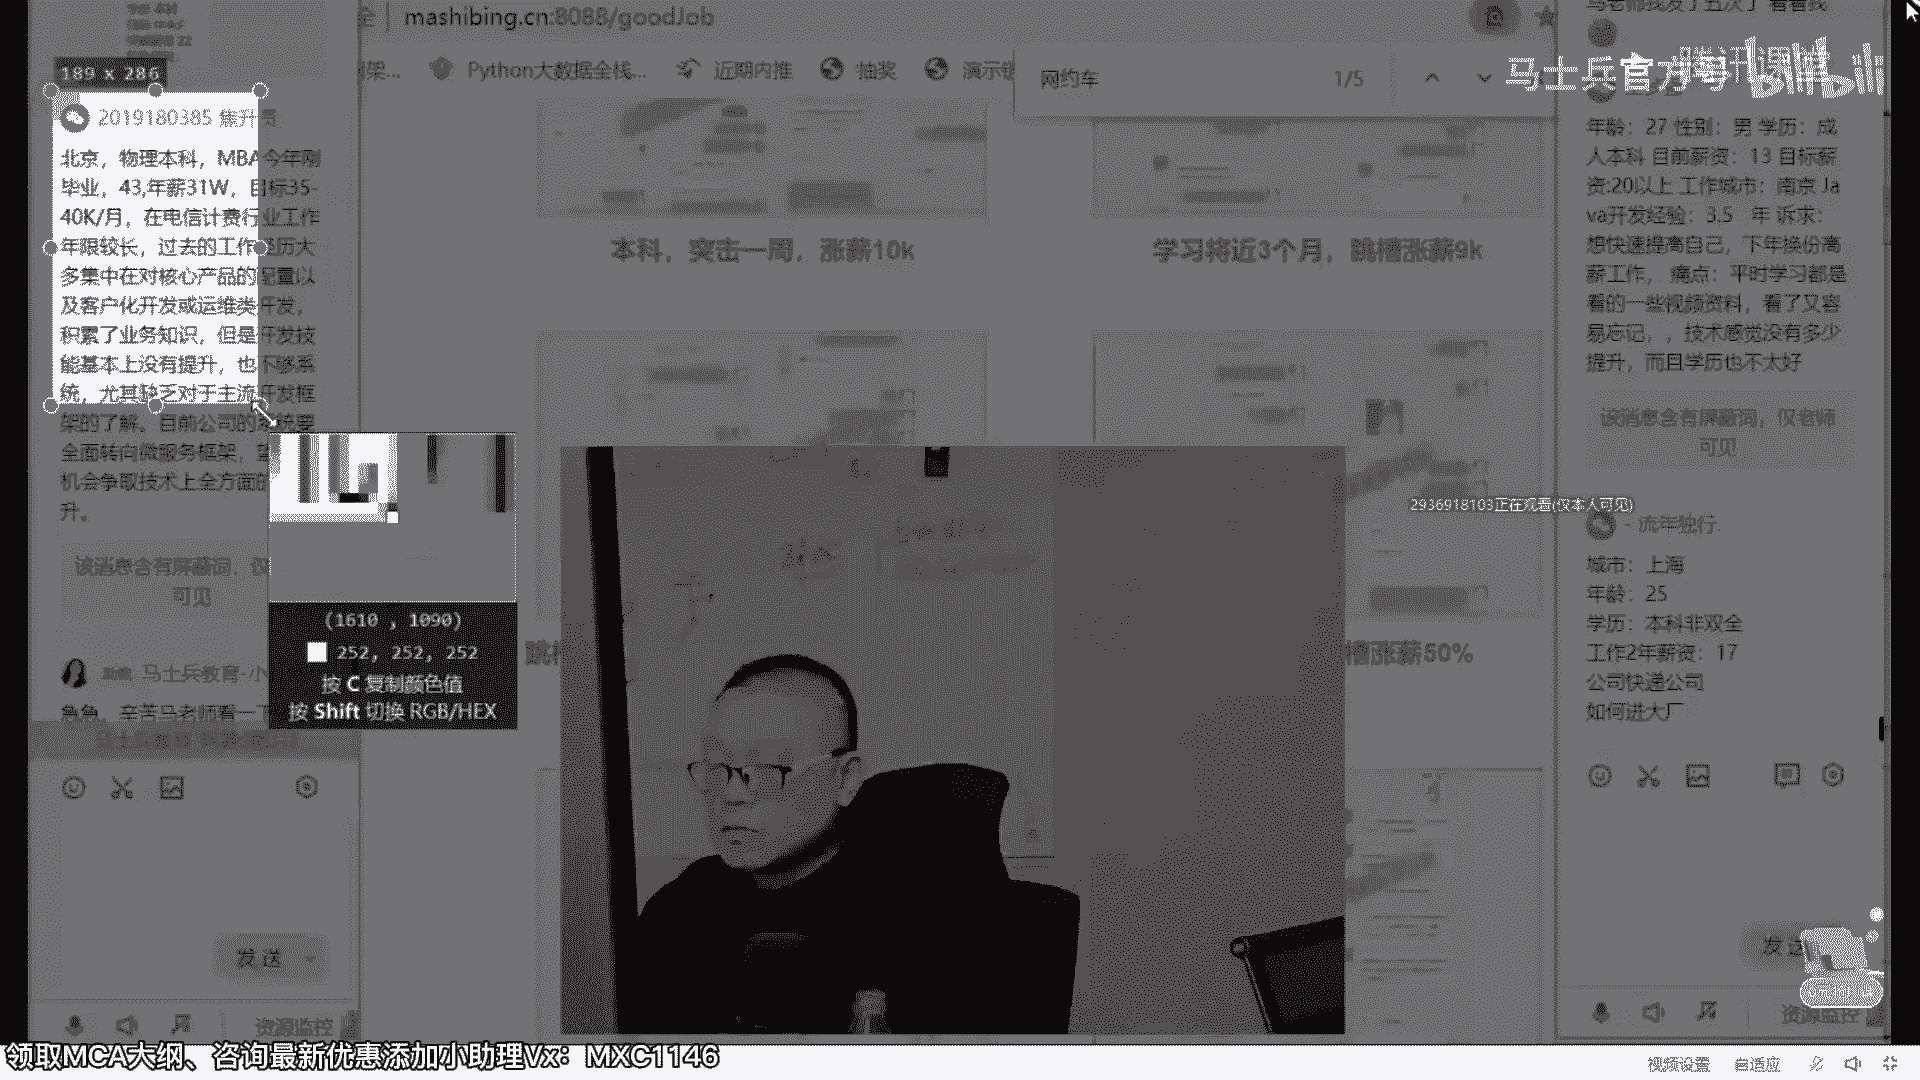 mashibing.cn:8088/goodJob
Python大数据全栈...
近期内推
抽奖
演示链
网约车
1/5
马士兵官方号
bilibili
189 x 286
2019180385 焦升贵
北京，物理本科，MBA今年刚
毕业，43,年薪31W，目标35-
40K/月，在电信计费行业工作
年限较长，过去的工作经历大
多集中在对核心产品的配置以
及客户化开发或运维类开发，
积累了业务知识，但是开发技
能基本上没有提升，也不够系
统，尤其缺乏对于主流开发框
架的了解。目前公司的系统要
全面转向微服务框架，望
机会争取技术上全方面的
升。
该消息含有屏蔽词，仅
可见
马士兵教育-小
急急，辛苦马老师看一下
(1610 , 1090)
252, 252, 252
按 C 复制颜色值
按 Shift 切换 RGB/HEX
发送
资源监控
本科，突击一周，涨薪10k
学习将近3个月，跳槽涨薪9k
跳槽
槽涨薪50%
马老师我发了五次了 看看我
年龄：27 性别：男 学历：成
人本科 目前薪资：13 目标薪
资:20以上 工作城市：南京 Ja
va开发经验：3.5 年 诉求：
想快速提高自己，下年换份高
薪工作， 痛点：平时学习都是
看的一些视频资料，看了又容
易忘记，，技术感觉没有多少
提升，而且学历也不太好
该消息含有屏蔽词，仅老师
可见
2936918103正在观看(仅本人可见)
- 流年独行.
城市：上海
年龄：25
学历：本科非双全
工作2年薪资：17
公司快递公司
如何进大厂
发送
资源监控
领取MCA大纲、咨询最新优惠添加小助理Vx：MXC1146
视频设置
自适应